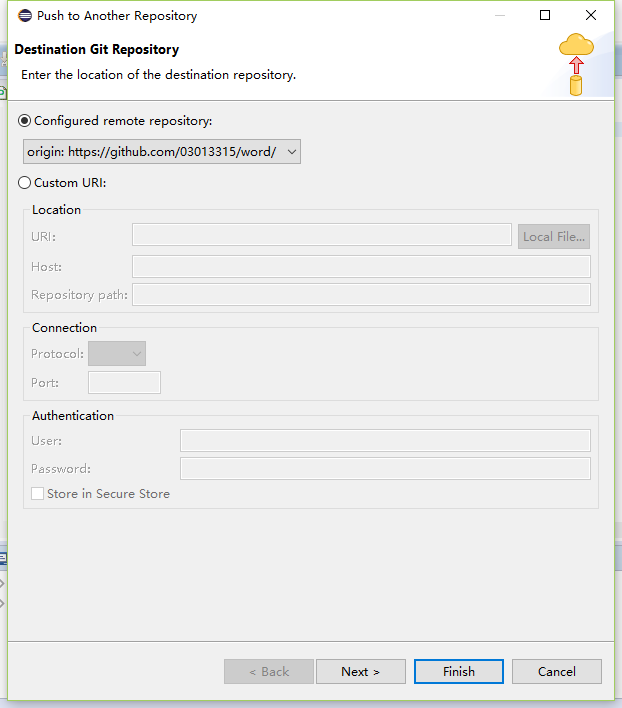 Push to Another Repository
Destination Git Repository
Enter the location of the destination repository.
Configured remote repository:
origin: https://github.com/03013315/word/
Custom URI:
Location
URI:
Local File...
Host:
Repository path:
Connection
Protocol:
Port:
Authentication
User:
Password:
Store in Secure Store
< Back
Next >
Finish
Cancel